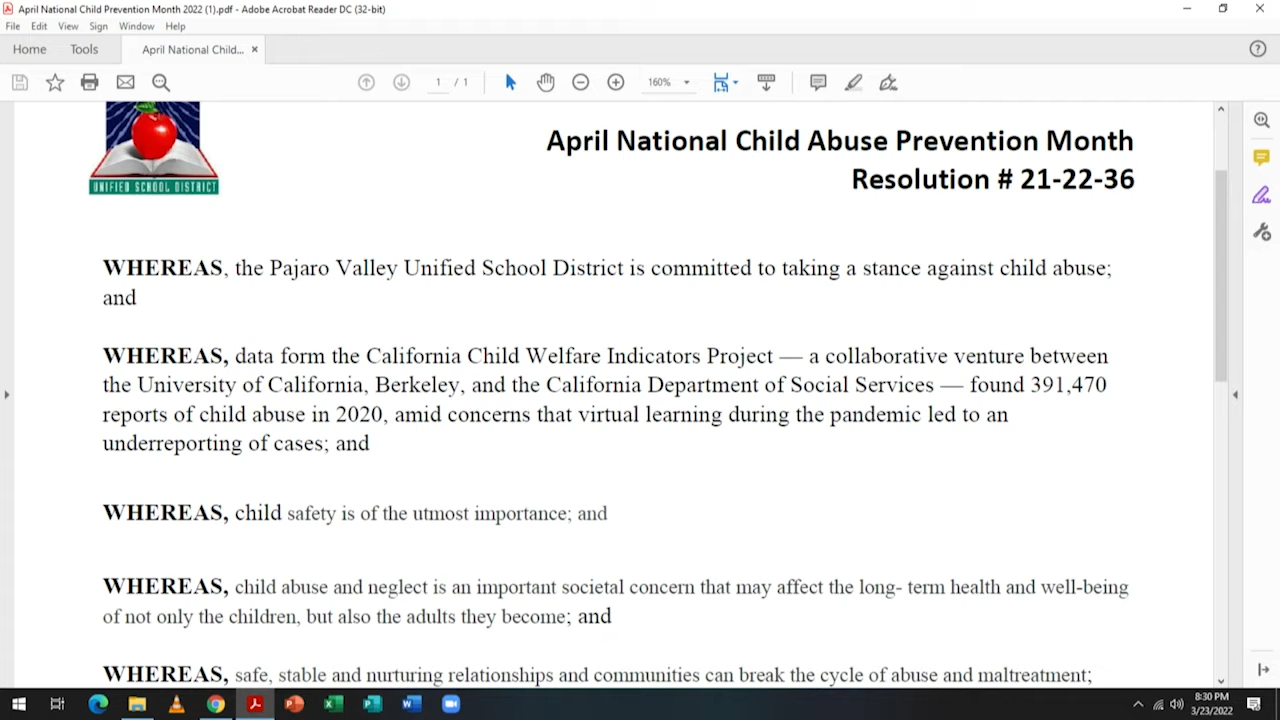 April National Child Prevention Month 2022 (1).pdf - Adobe Acrobat Reader DC (32-bit)
File Edit View Sign Window Help
Home Tools April National Child... ×
1 / 1 160%
UNIFIED SCHOOL DISTRICT
April National Child Abuse Prevention Month
Resolution # 21-22-36
WHEREAS, the Pajaro Valley Unified School District is committed to taking a stance against child abuse;
and
WHEREAS, data form the California Child Welfare Indicators Project — a collaborative venture between
the University of California, Berkeley, and the California Department of Social Services — found 391,470
reports of child abuse in 2020, amid concerns that virtual learning during the pandemic led to an
underreporting of cases; and
WHEREAS, child safety is of the utmost importance; and
WHEREAS, child abuse and neglect is an important societal concern that may affect the long- term health and well-being
of not only the children, but also the adults they become; and
WHEREAS, safe, stable and nurturing relationships and communities can break the cycle of abuse and maltreatment;
8:30 PM
3/23/2022